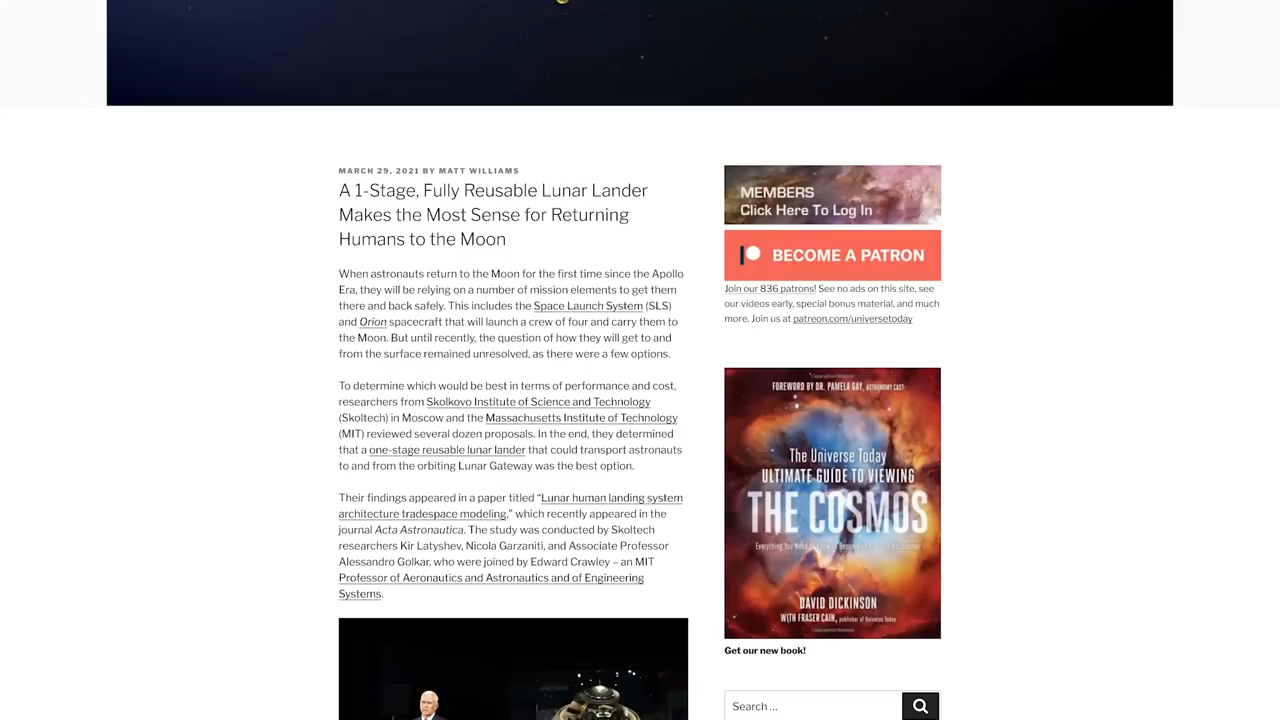 MARCH 29, 2021 BY MATT WILLIAMS
A 1-Stage, Fully Reusable Lunar Lander
Makes the Most Sense for Returning
Humans to the Moon
When astronauts return to the Moon for the first time since the Apollo
Era, they will be relying on a number of mission elements to get them
there and back safely. This includes the Space Launch System (SLS)
and Orion spacecraft that will launch a crew of four and carry them to
the Moon. But until recently, the question of how they will get to and
from the surface remained unresolved, as there were a few options.
To determine which would be best in terms of performance and cost,
researchers from Skolkovo Institute of Science and Technology
(Skoltech) in Moscow and the Massachusetts Institute of Technology
(MIT) reviewed several dozen proposals. In the end, they determined
that a one-stage reusable lunar lander that could transport astronauts
to and from the orbiting Lunar Gateway was the best option.
Their findings appeared in a paper titled “Lunar human landing system
architecture tradespace modeling,” which recently appeared in the
journal Acta Astronautica. The study was conducted by Skoltech
researchers Kir Latyshev, Nicola Garzaniti, and Associate Professor
Alessandro Golkar, who were joined by Edward Crawley – an MIT
Professor of Aeronautics and Astronautics and of Engineering
Systems.
MEMBERS
Click Here To Log In
BECOME A PATRON
Join our 836 patrons! See no ads on this site, see
our videos early, special bonus material, and much
more. Join us at patreon.com/universetoday
FOREWORD BY DR. PAMELA GAY, ASTRONOMY CAST
The Universe Today
ULTIMATE GUIDE TO VIEWING
THE COSMOS
Everything You Need to Know to Become an
DAVID DICKINSON
WITH FRASER CAIN, publisher of Universe Today
Get our new book!
Search …